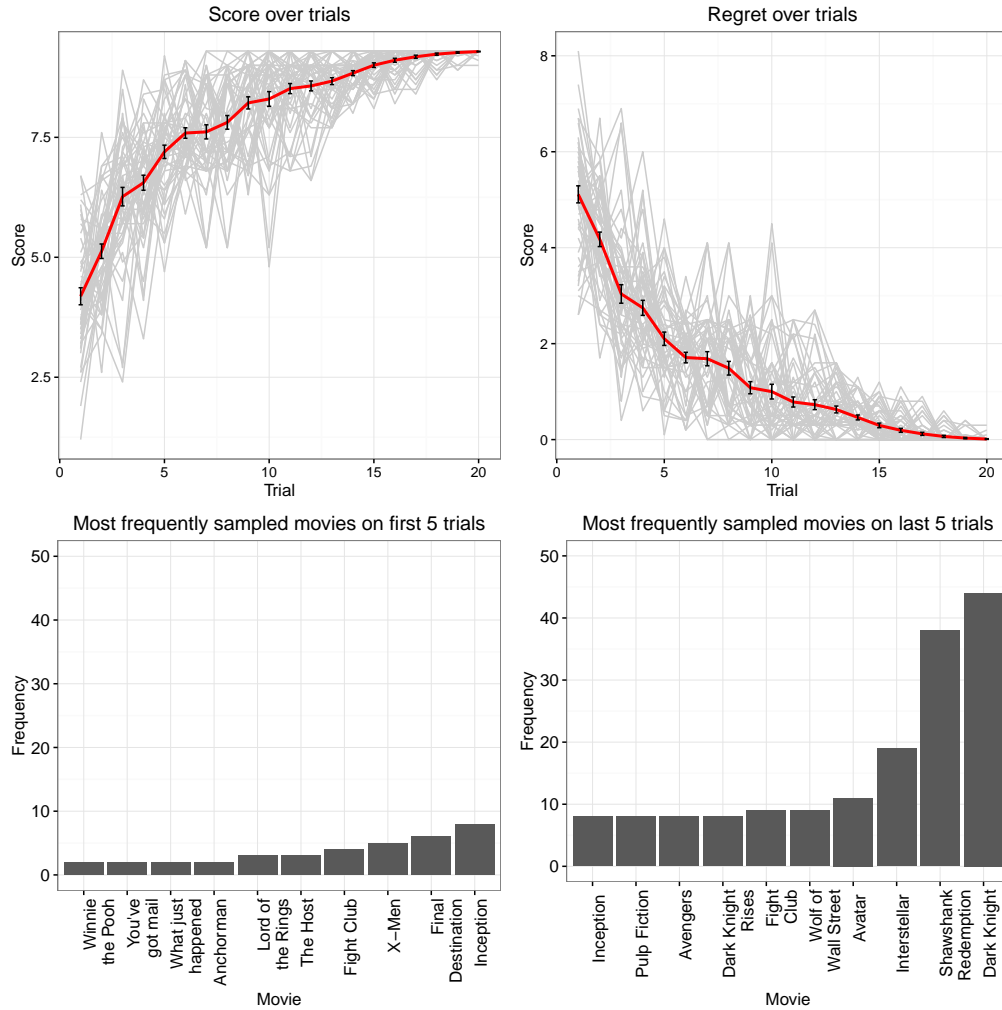 Score over trials
Score
7.5
5.0
2.5
0
5
10
15
20
Trial
Regret over trials
Score
8
6
4
2
0
0
5
10
15
20
Trial
Most frequently sampled movies on first 5 trials
Frequency
50
40
30
20
10
0
Winnie
the Pooh
You've
got mail
What just
happened
Anchorman
Lord of
the Rings
The Host
Fight Club
X−Men
Final
Destination
Inception
Movie
Most frequently sampled movies on last 5 trials
Frequency
50
40
30
20
10
0
Inception
Pulp Fiction
Avengers
Dark Knight
Rises
Fight
Club
Wolf of
Wall Street
Avatar
Interstellar
Shawshank
Redemption
Dark Knight
Movie